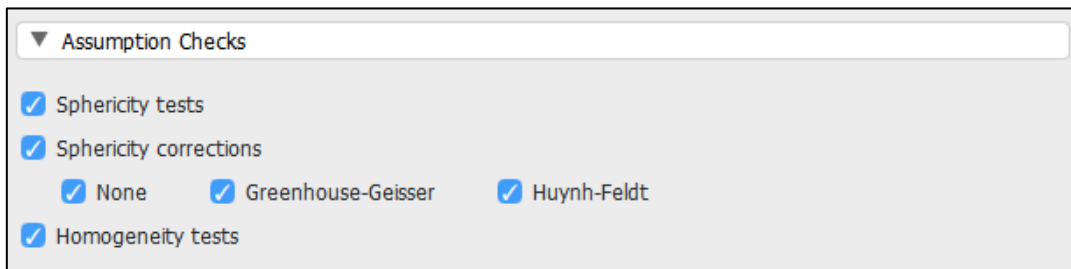 Assumption Checks
Sphericity tests
Sphericity corrections
None Greenhouse-Geisser Huynh-Feldt
Homogeneity tests